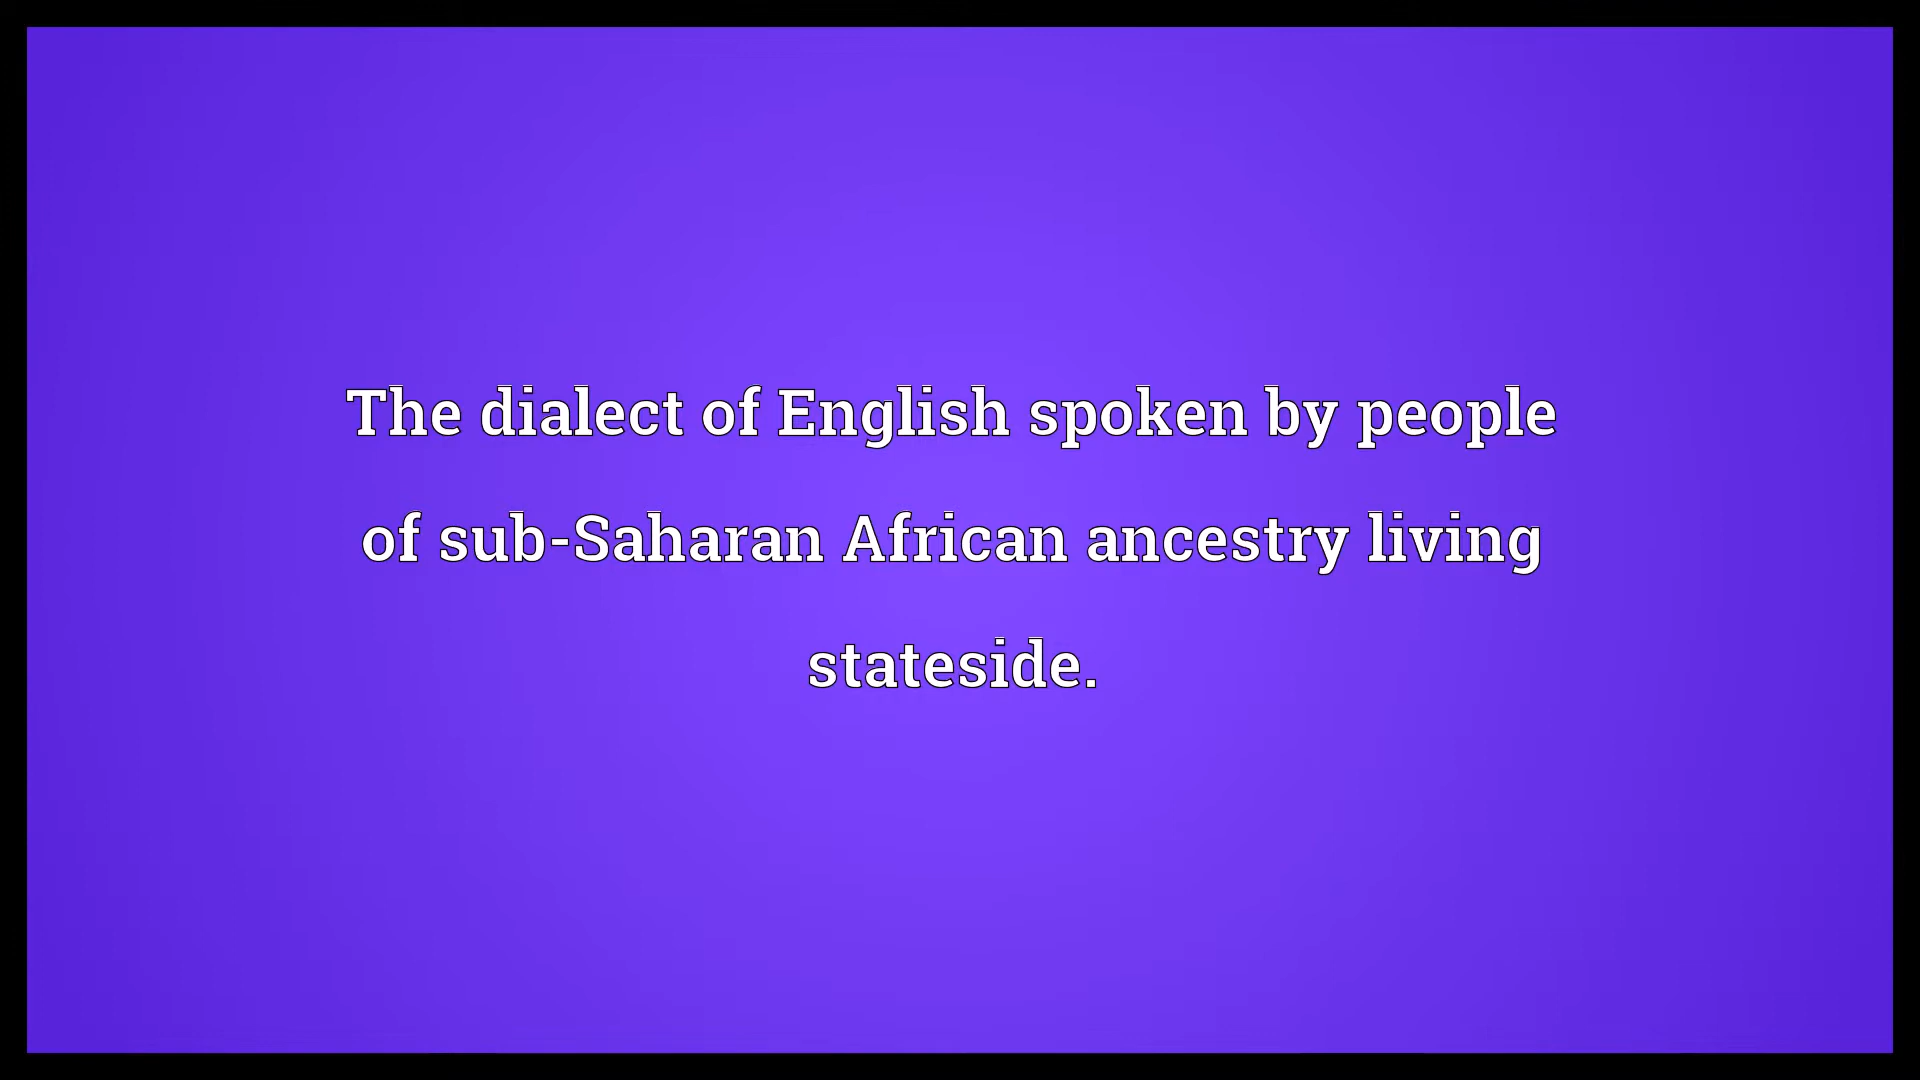 The dialect of English spoken by people
of sub-Saharan African ancestry living
stateside.